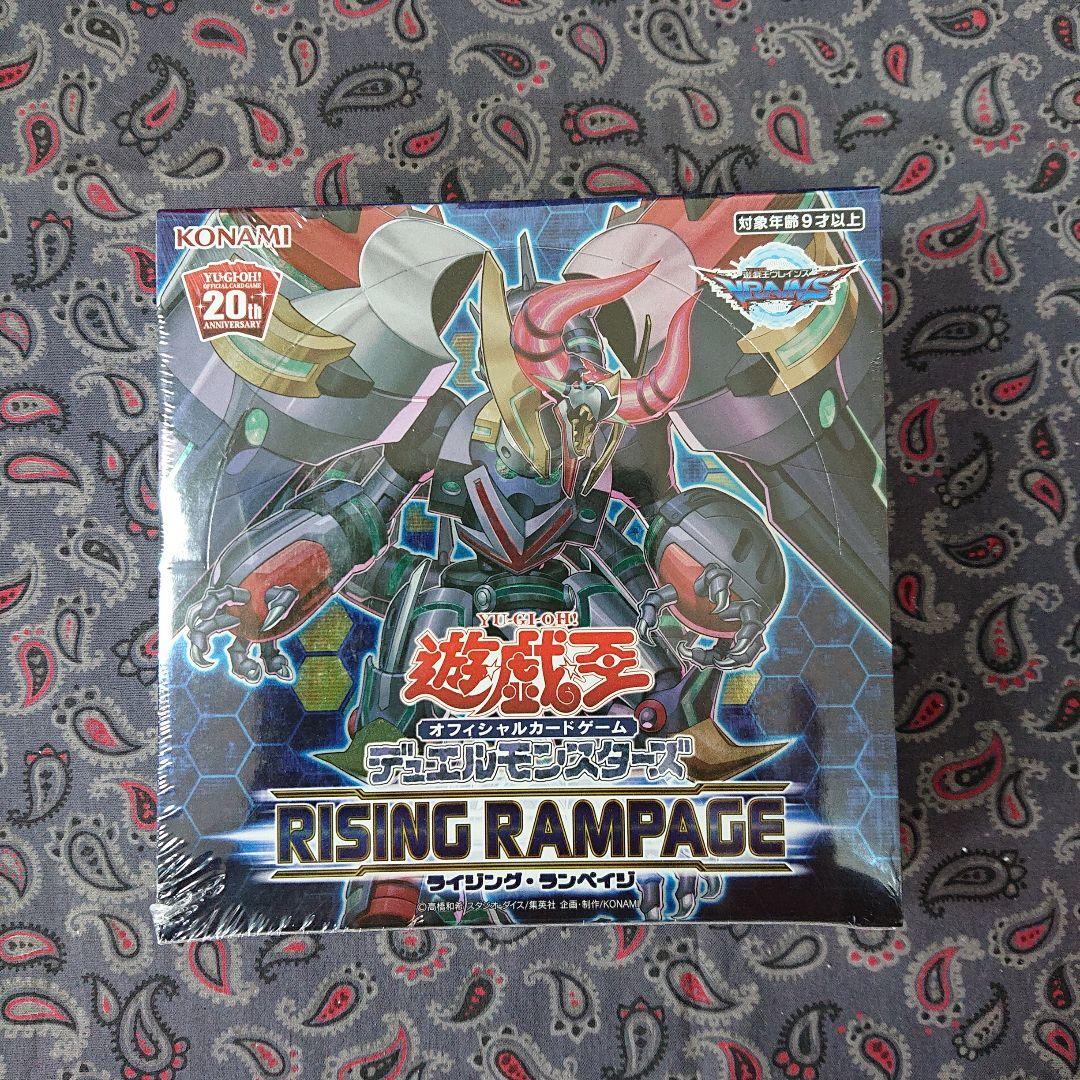 KONAMI
対象年齢9才以上
YU-GI-OH!
OFFICIAL CARD GAME
20th
ANNIVERSARY
遊戯王ヴレインズ
VRAINS
YU-GI-OH!
遊戯王
オフィシャルカードゲーム
デュエルモンスターズ
RISING RAMPAGE
ライジング・ランペイジ
©高橋和希 スタジオ・ダイス/集英社 企画・制作/KONAMI